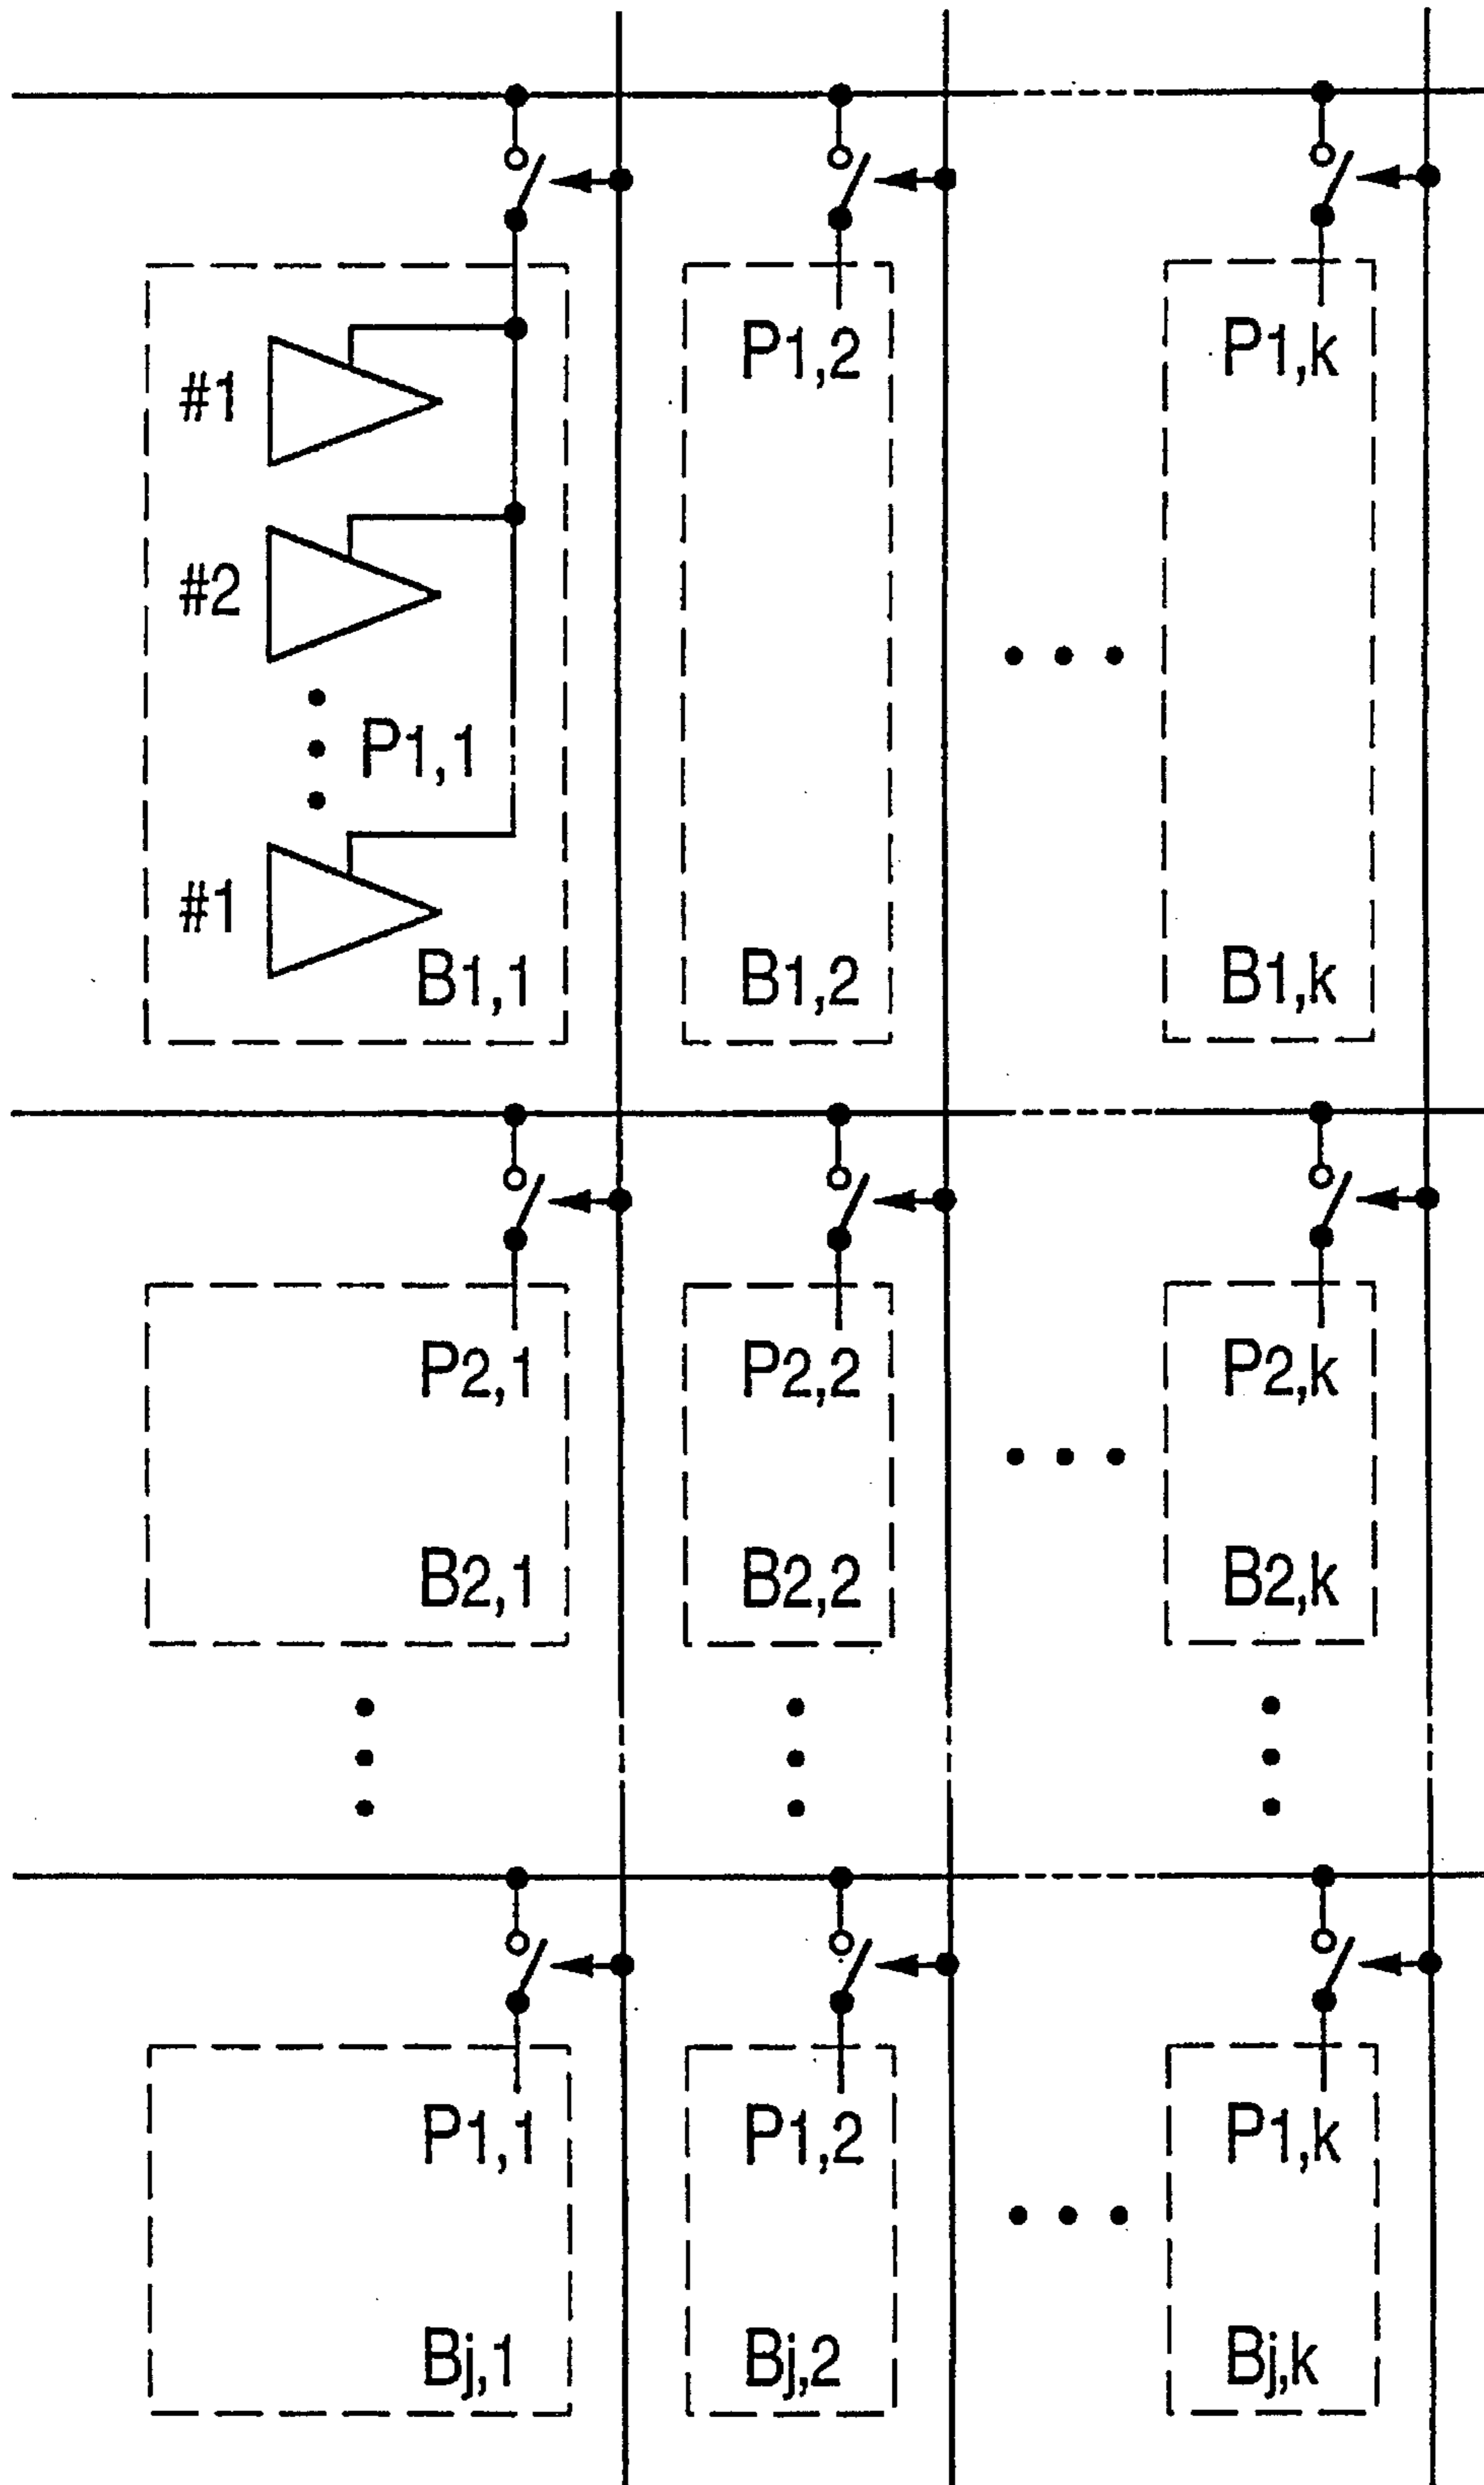 P1,2 P1,k
#1
#2
P1,1
#1
B1,1 B1,2 B1,k
P2,1 P2,2 P2,k
B2,1 B2,2 B2,k
P1,1 P1,2 P1,k
Bj,1 Bj,2 Bj,k